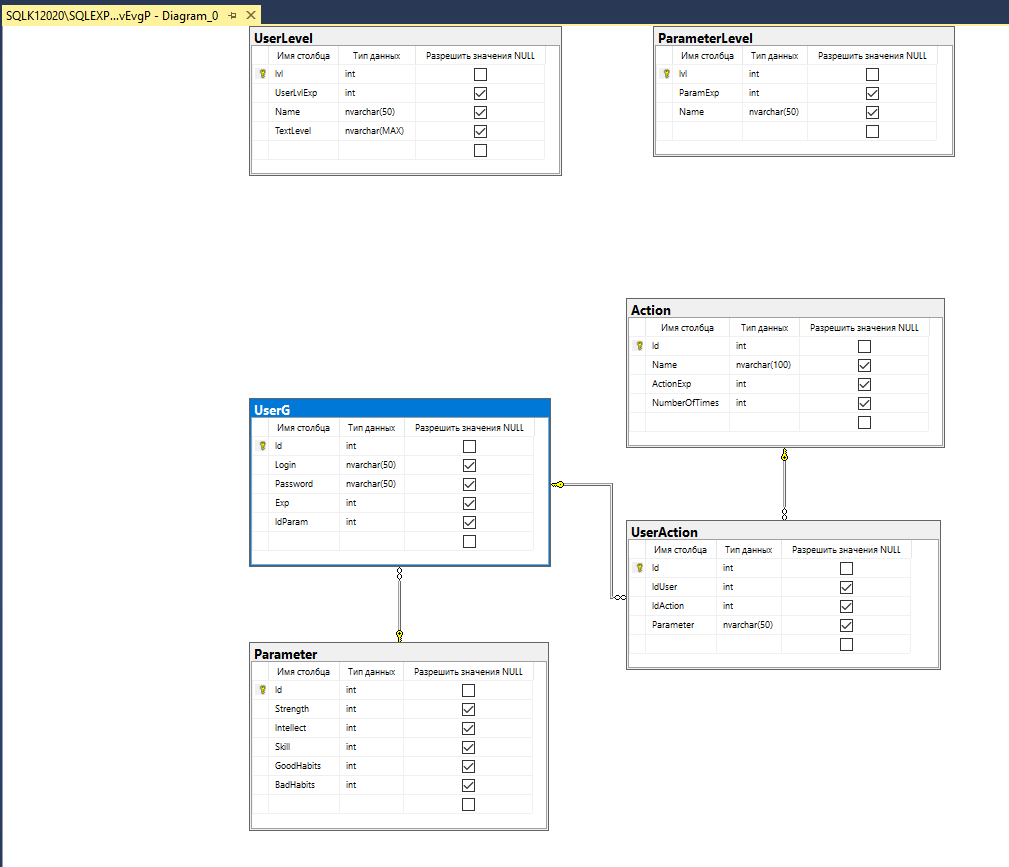 SQLK12020\SQLEXP...vEvgP - Diagram_0
UserLevel
Имя столбца Тип данных Разрешить значения NULL
lvl int
UserLvlExp int
Name nvarchar(50)
TextLevel nvarchar(MAX)
ParameterLevel
Имя столбца Тип данных Разрешить значения NULL
lvl int
ParamExp int
Name nvarchar(50)
Action
Имя столбца Тип данных Разрешить значения NULL
Id int
Name nvarchar(100)
ActionExp int
NumberOfTimes int
UserG
Имя столбца Тип данных Разрешить значения NULL
Id int
Login nvarchar(50)
Password nvarchar(50)
Exp int
IdParam int
UserAction
Имя столбца Тип данных Разрешить значения NULL
Id int
IdUser int
IdAction int
Parameter nvarchar(50)
Parameter
Имя столбца Тип данных Разрешить значения NULL
Id int
Strength int
Intellect int
Skill int
GoodHabits int
BadHabits int